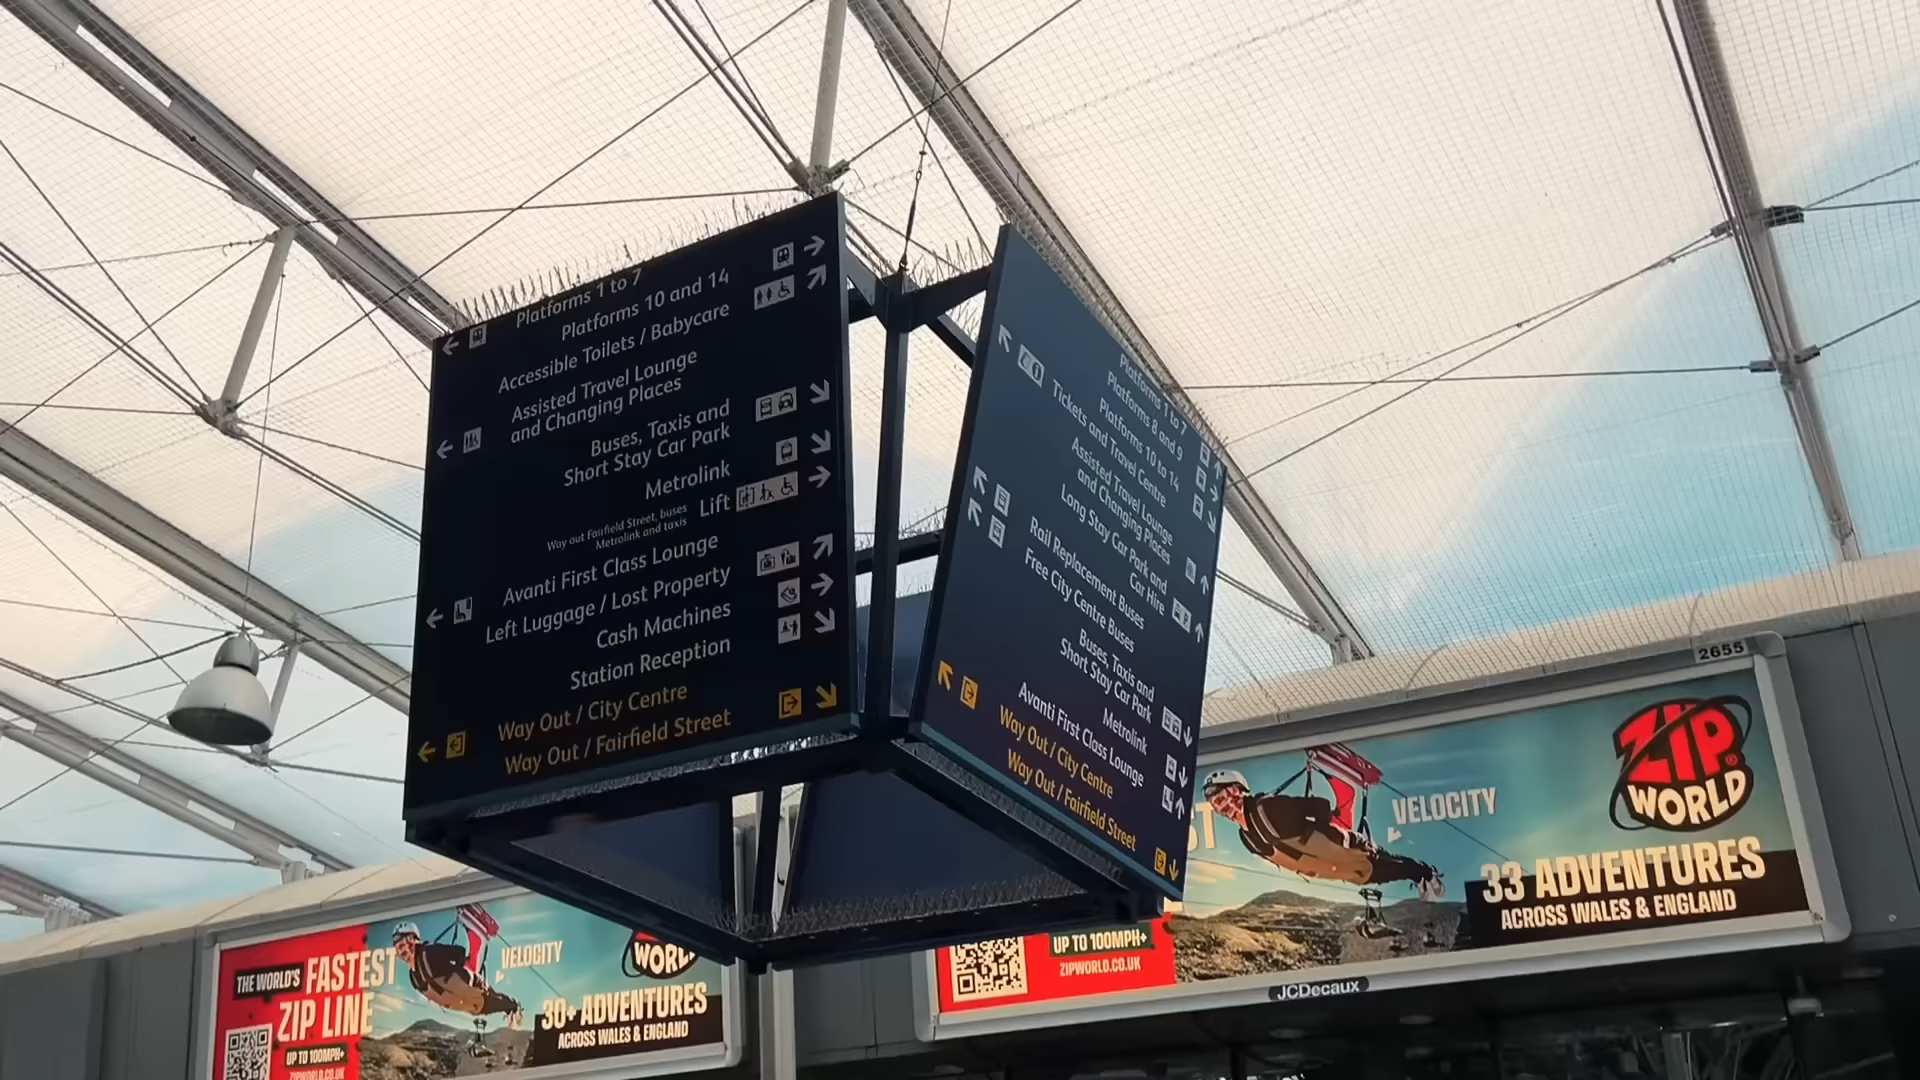 Platforms 1 to 7
Platforms 10 and 14
Accessible Toilets / Babycare
Assisted Travel Lounge
and Changing Places
Buses, Taxis and
Short Stay Car Park
Metrolink
Lift
Way out Fairfield Street, buses
Metrolink and taxis
Avanti First Class Lounge
Left Luggage / Lost Property
Cash Machines
Station Reception
Way Out / City Centre
Way Out / Fairfield Street
Platforms 1 to 7
Platforms 8 and 9
Platforms 10 to 14
Tickets and Travel Centre
Assisted Travel Lounge
and Changing Places
Long Stay Car Park and
Car Hire
Rail Replacement Buses
Free City Centre Buses
Buses, Taxis and
Short Stay Car Park
Metrolink
Avanti First Class Lounge
Way Out / City Centre
Way Out / Fairfield Street
2655
ZIP
WORLD
VELOCITY
33 ADVENTURES
ACROSS WALES & ENGLAND
UP TO 100MPH+
ZIPWORLD.CO.UK
JCDecaux
THE WORLD'S FASTEST
ZIP LINE
UP TO 100MPH+
ZIPWORLD.CO.UK
VELOCITY
WORLD
30+ ADVENTURES
ACROSS WALES & ENGLAND